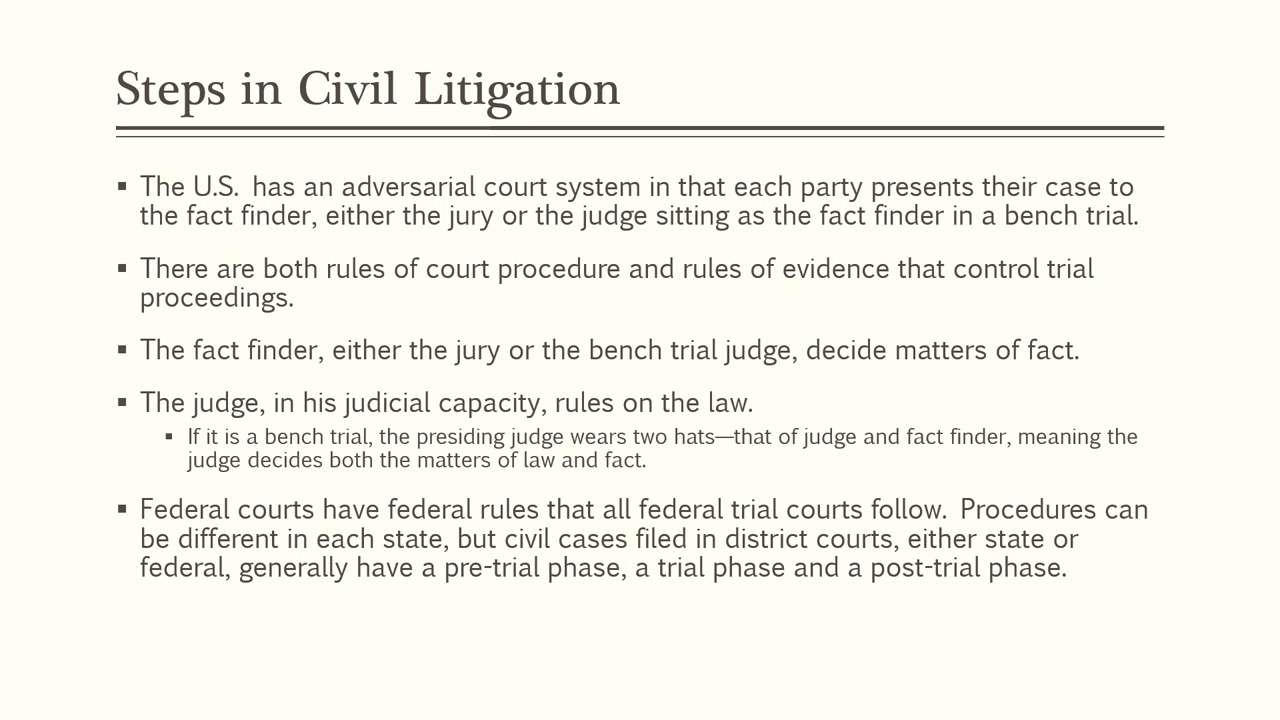 Steps in Civil Litigation
▪ The U.S.  has an adversarial court system in that each party presents their case to
the fact finder, either the jury or the judge sitting as the fact finder in a bench trial.
▪ There are both rules of court procedure and rules of evidence that control trial
proceedings.
▪ The fact finder, either the jury or the bench trial judge, decide matters of fact.
▪ The judge, in his judicial capacity, rules on the law.
▪ If it is a bench trial, the presiding judge wears two hats—that of judge and fact finder, meaning the
judge decides both the matters of law and fact.
▪ Federal courts have federal rules that all federal trial courts follow.  Procedures can
be different in each state, but civil cases filed in district courts, either state or
federal, generally have a pre-trial phase, a trial phase and a post-trial phase.